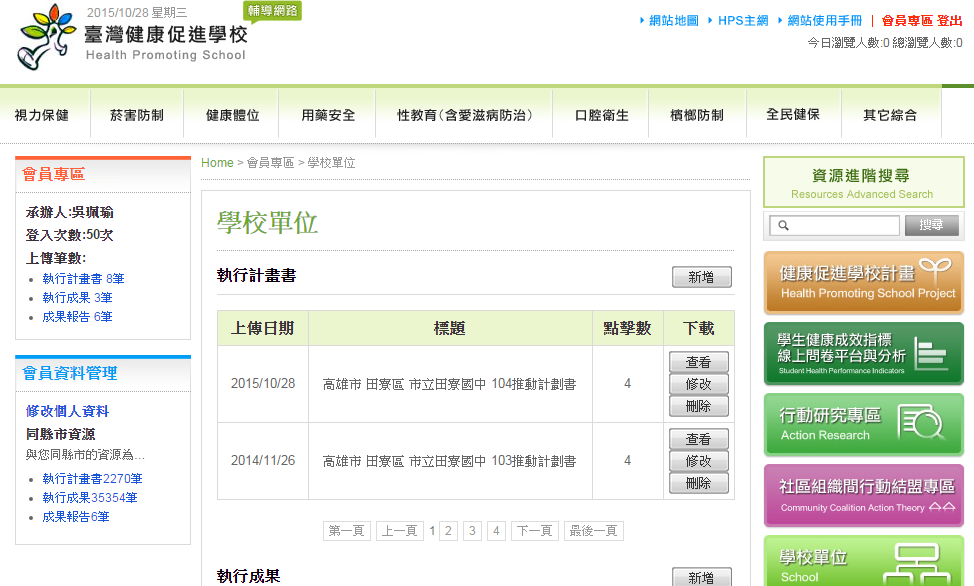 2015/10/28 星期三
輔導網路
臺灣健康促進學校
Health Promoting School
網站地圖 HPS主網 網站使用手冊 | 會員專區 登出
今日瀏覽人數:0 總瀏覽人數:0
視力保健 菸害防制 健康體位 用藥安全 性教育(含愛滋病防治) 口腔衛生 檳榔防制 全民健保 其它綜合
會員專區
承辦人:吳珮瑜
登入次數:50次
上傳筆數:
執行計畫書 8筆
執行成果 3筆
成果報告 6筆
會員資料管理
修改個人資料
同縣市資源
與您同縣市的資源為...
執行計畫書2270筆
執行成果35354筆
成果報告6筆
Home > 會員專區 > 學校單位
學校單位
執行計畫書 新增
上傳日期 標題 點擊數 下載
2015/10/28 高雄市 田寮區 市立田寮國中 104推動計劃書 4 查看
修改
刪除
2014/11/26 高雄市 田寮區 市立田寮國中 103推動計劃書 4 查看
修改
刪除
第一頁 上一頁 1 2 3 4 下一頁 最後一頁
執行成果 新增
資源進階搜尋
Resources Advanced Search
搜尋
健康促進學校計畫
Health Promoting School Project
學生健康成效指標
線上問卷平台與分析
Student Health Performance Indicators
行動研究專區
Action Research
社區組織間行動結盟專區
Community Coalition Action Theory
學校單位
School